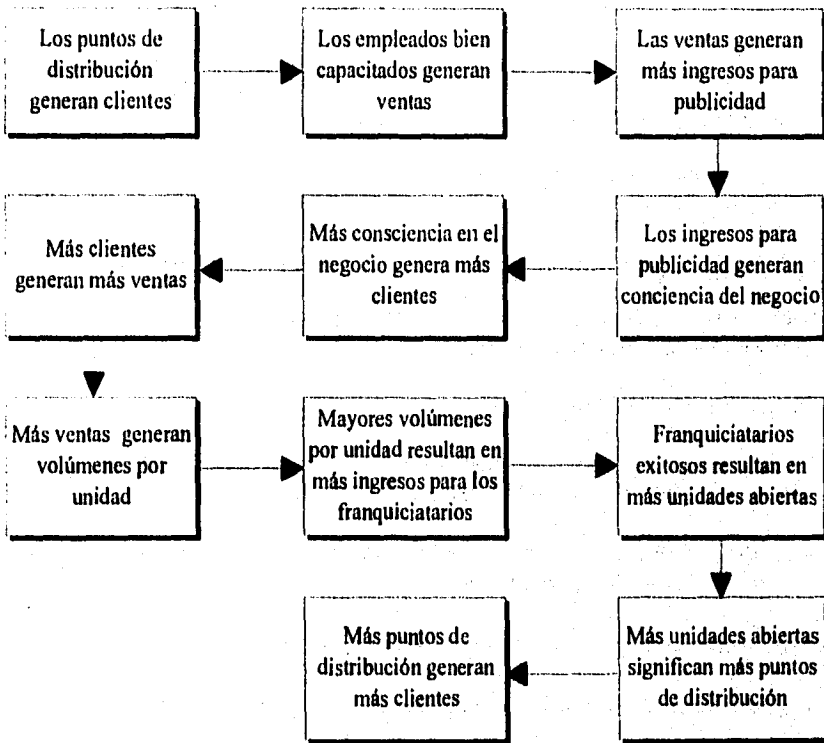 Los puntos de
distribución
generan clientes
Los empleados bien
capacitados generan
ventas
Las ventas generan
más ingresos para
publicidad
Los ingresos para
publicidad generan
conciencia del negocio
Más consciencia en el
negocio genera más
clientes
Más clientes
generan más ventas
Más ventas generan
volúmenes por
unidad
Mayores volúmenes
por unidad resultan en
más ingresos para los
franquiciatarios
Franquiciatarios
exitosos resultan en
más unidades abiertas
Más unidades abiertas
significan más puntos
de distribución
Más puntos de
distribución generan
más clientes